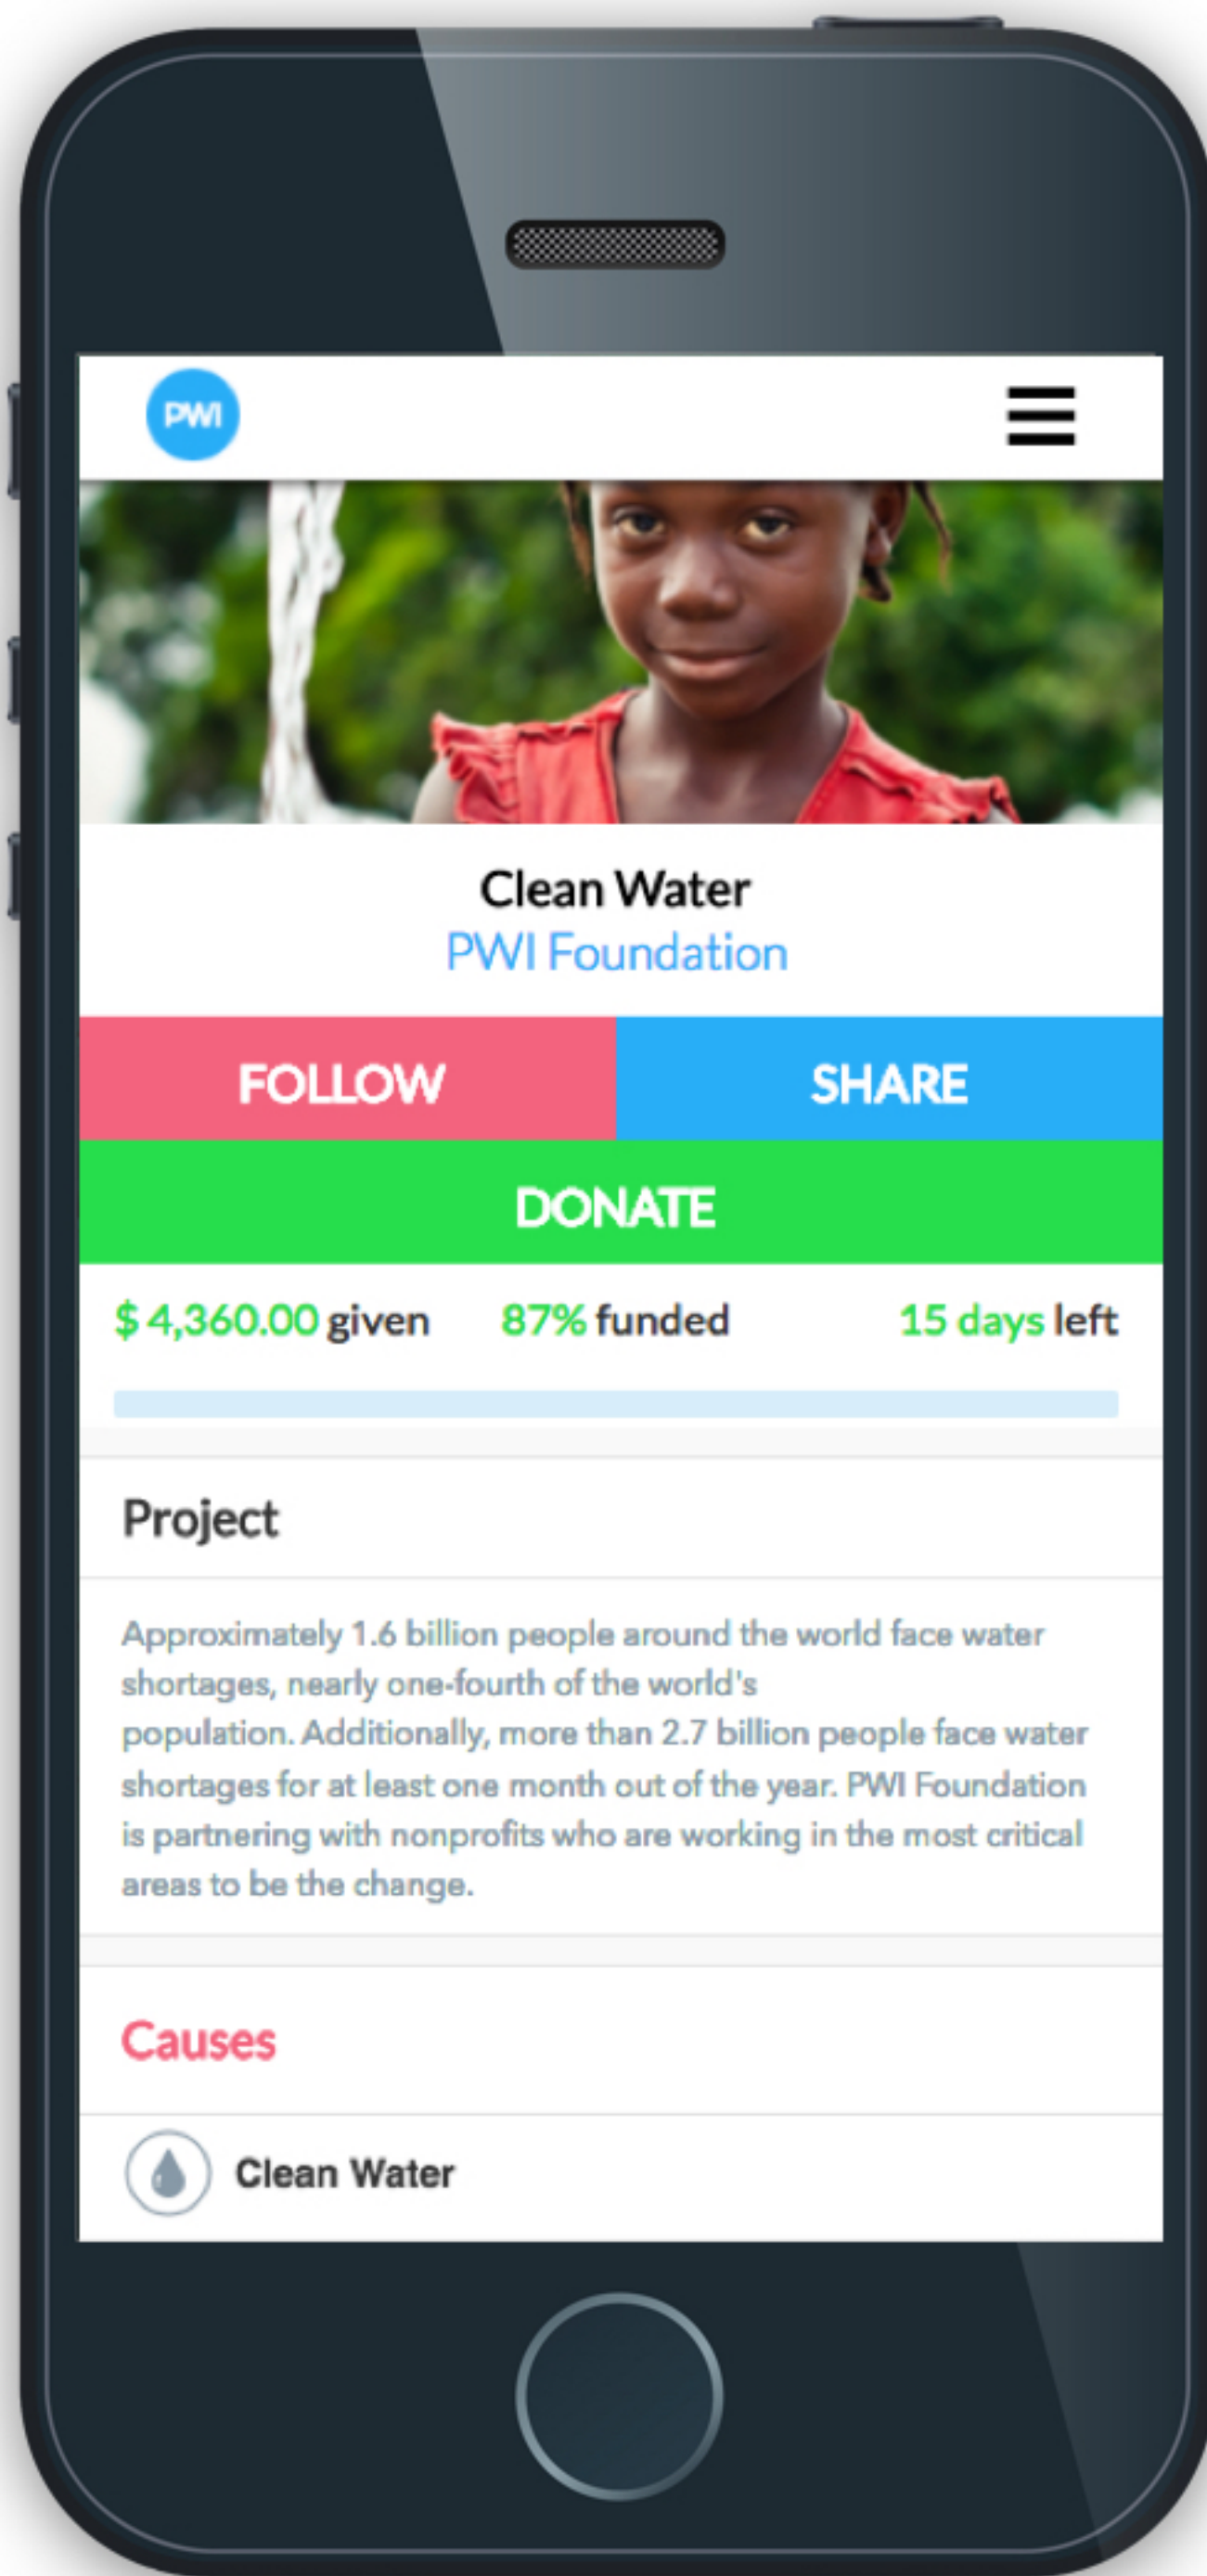 PWI
Clean Water
PWI Foundation
FOLLOW
SHARE
DONATE
$ 4,360.00 given
87% funded
15 days left
Project
Approximately 1.6 billion people around the world face water
shortages, nearly one-fourth of the world's
population. Additionally, more than 2.7 billion people face water
shortages for at least one month out of the year. PWI Foundation
is partnering with nonprofits who are working in the most critical
areas to be the change.
Causes
Clean Water